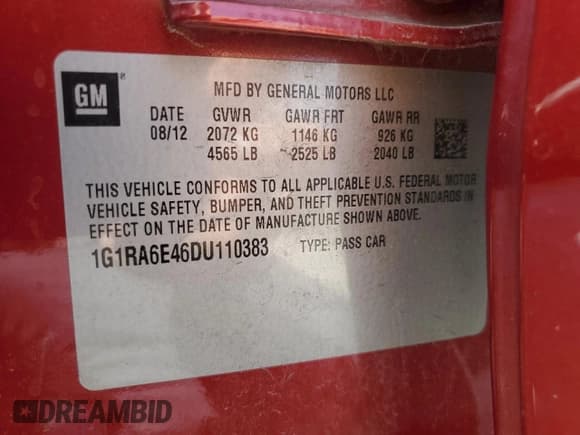 GM
MFD BY GENERAL MOTORS LLC
DATE GVWR GAWR FRT GAWR RR
08/12 2072 KG 1146 KG 926 KG
4565 LB 2525 LB 2040 LB
THIS VEHICLE CONFORMS TO ALL APPLICABLE U.S. FEDERAL MOTOR
VEHICLE SAFETY, BUMPER, AND THEFT PREVENTION STANDARDS IN
EFFECT ON THE DATE OF MANUFACTURE SHOWN ABOVE.
1G1RA6E46DU110383 TYPE: PASS CAR
DREAMBID